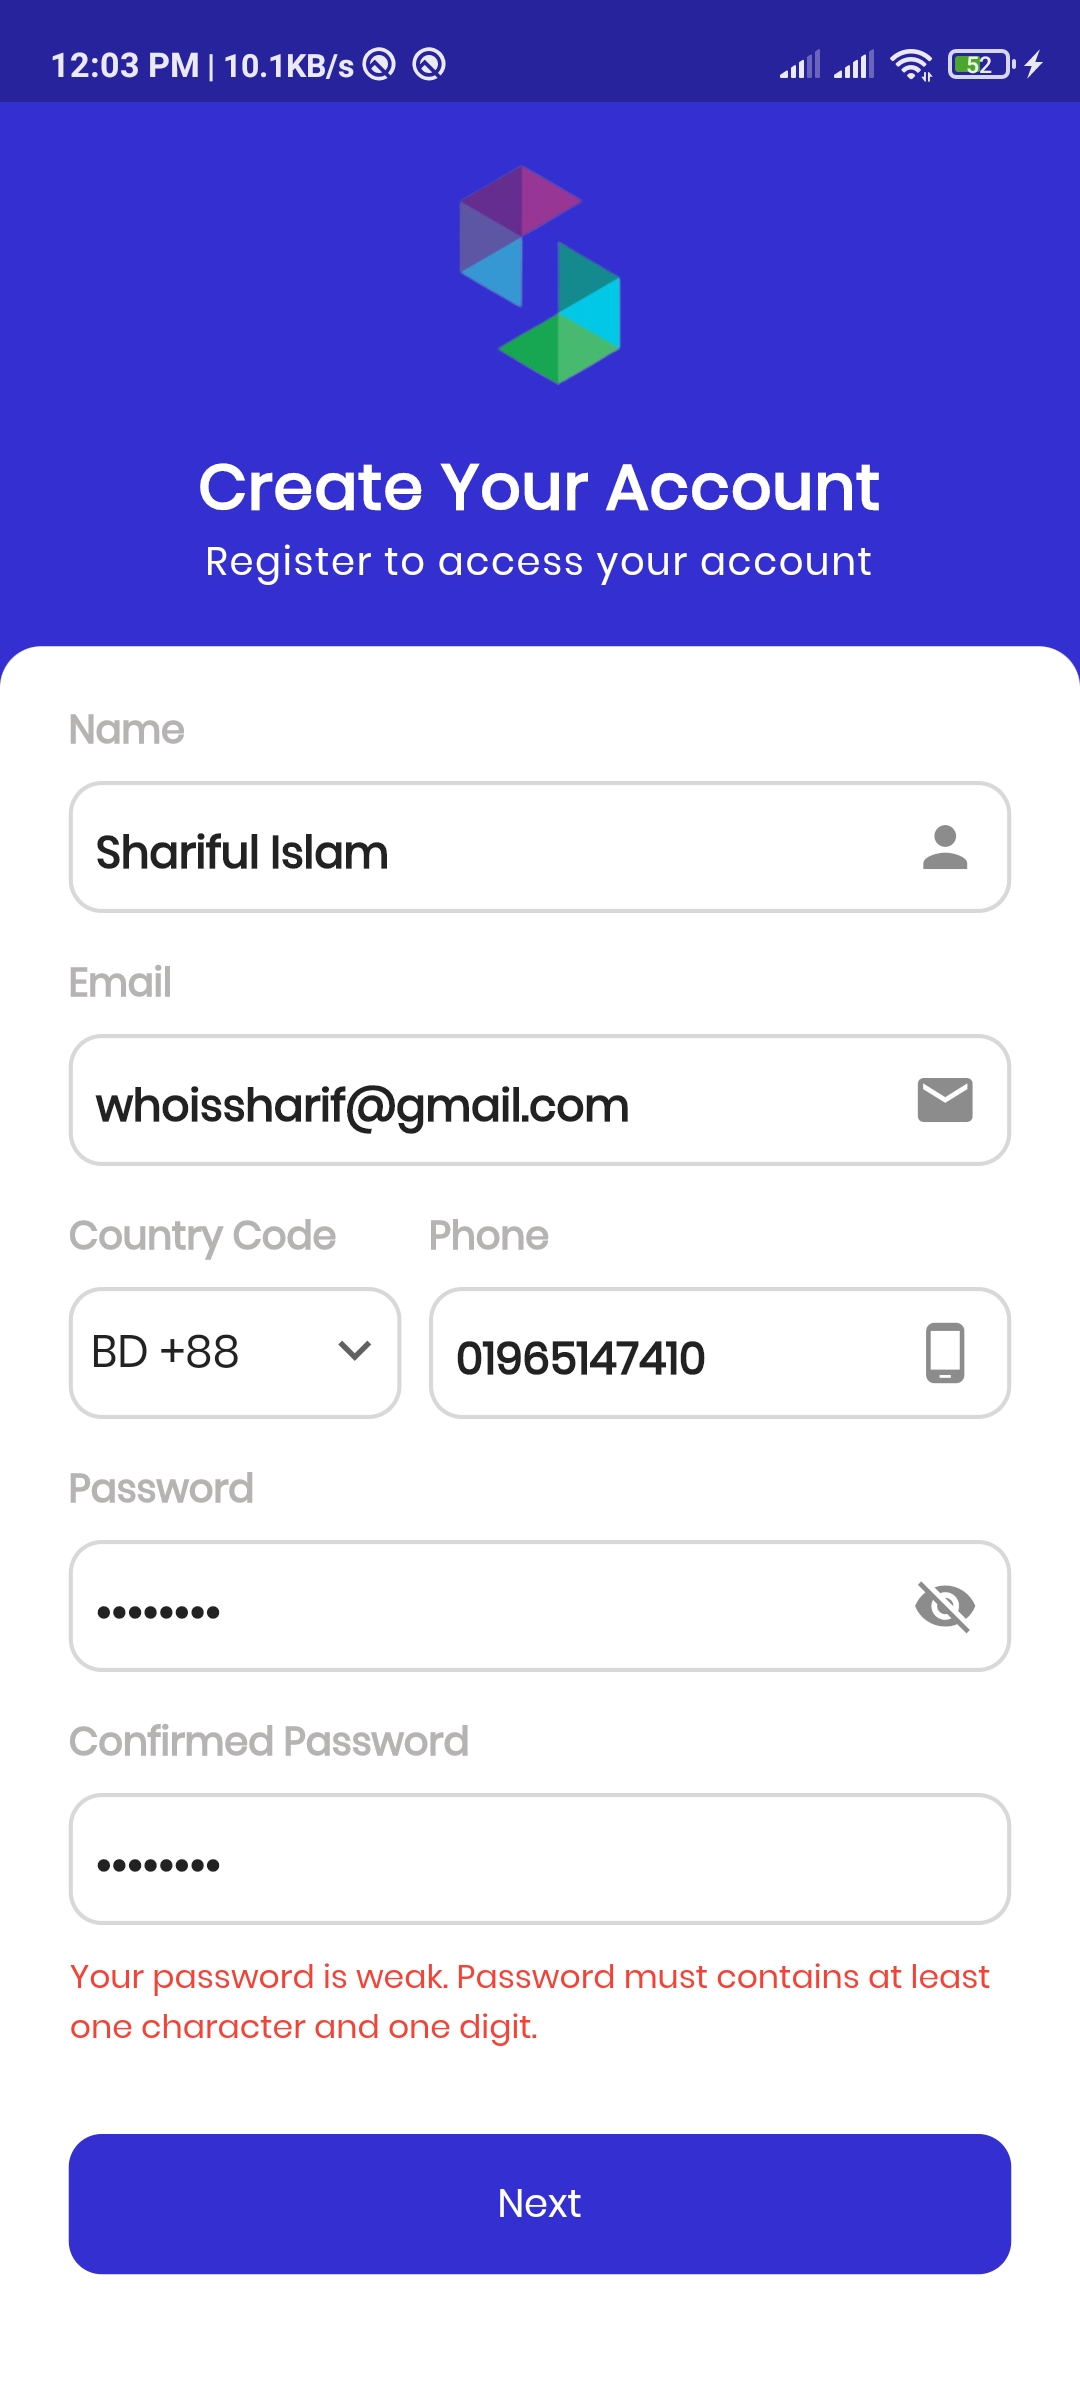 12:03 PM | 10.1KB/s
52
Create Your Account
Register to access your account
Name
Shariful Islam
Email
whoissharif@gmail.com
Country Code
Phone
BD +88
01965147410
Password
••••••••
Confirmed Password
••••••••
Your password is weak. Password must contains at least
one character and one digit.
Next